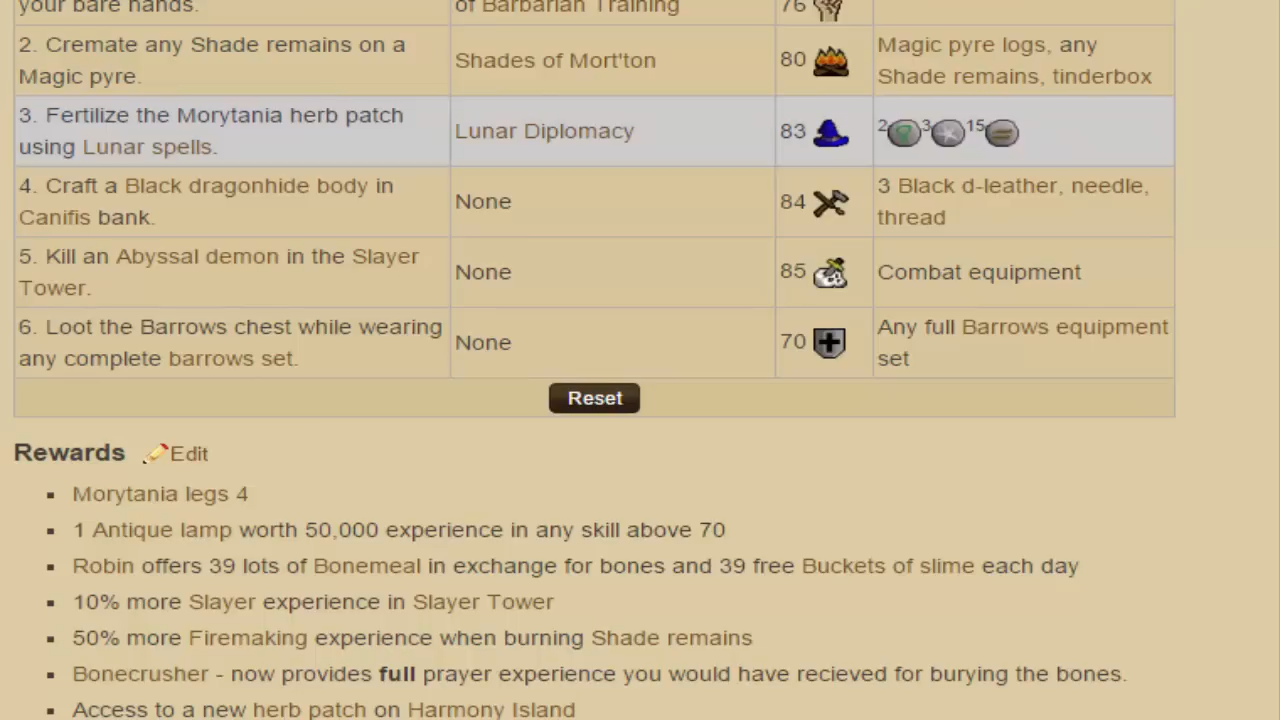 your bare hands.
of Barbarian Training
76
2. Cremate any Shade remains on a
Magic pyre.
Shades of Mort'ton
80
Magic pyre logs, any
Shade remains, tinderbox
3. Fertilize the Morytania herb patch
using Lunar spells.
Lunar Diplomacy
83
2 3 15
4. Craft a Black dragonhide body in
Canifis bank.
None
84
3 Black d-leather, needle,
thread
5. Kill an Abyssal demon in the Slayer
Tower.
None
85
Combat equipment
6. Loot the Barrows chest while wearing
any complete barrows set.
None
70
Any full Barrows equipment
set
Reset
Rewards Edit
Morytania legs 4
1 Antique lamp worth 50,000 experience in any skill above 70
Robin offers 39 lots of Bonemeal in exchange for bones and 39 free Buckets of slime each day
10% more Slayer experience in Slayer Tower
50% more Firemaking experience when burning Shade remains
Bonecrusher - now provides full prayer experience you would have recieved for burying the bones.
Access to a new herb patch on Harmony Island